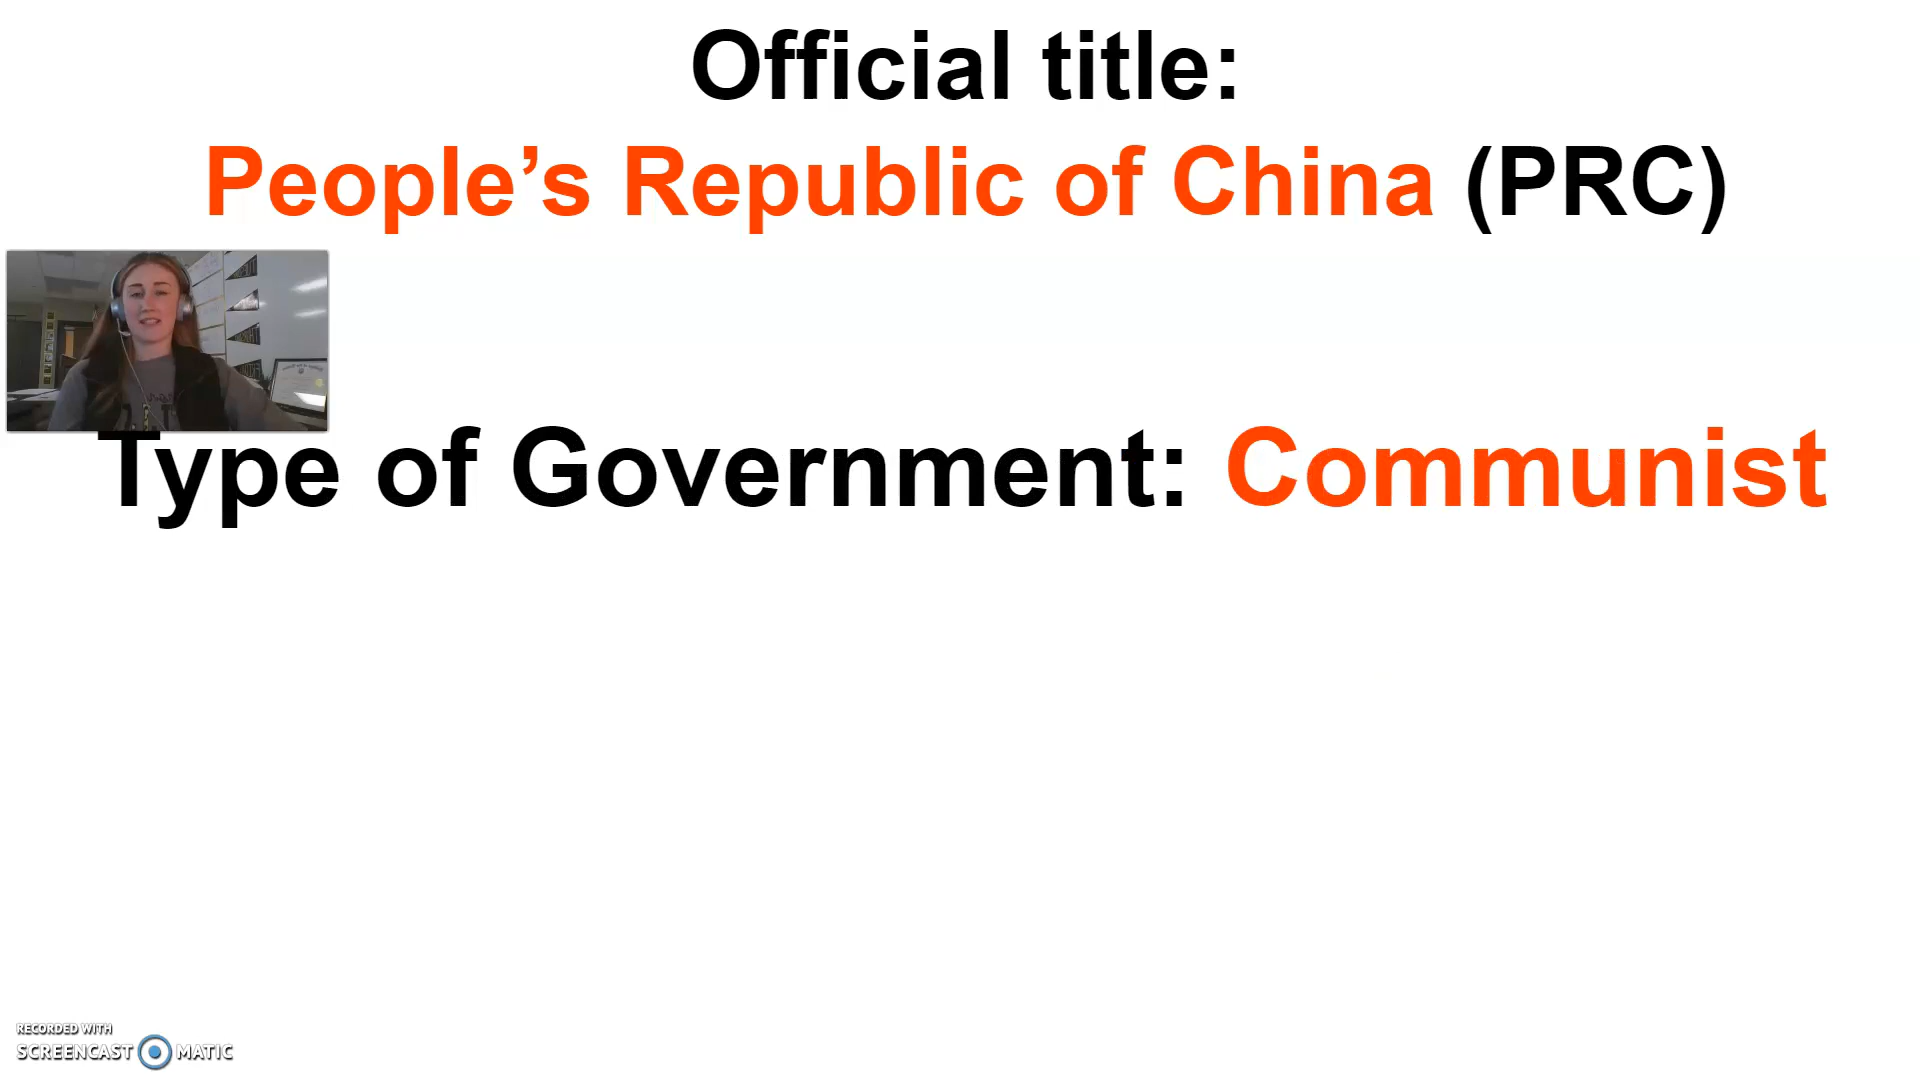 Official title:
People’s Republic of China (PRC)
Type of Government: Communist
RECORDED WITH
SCREENCAST MATIC